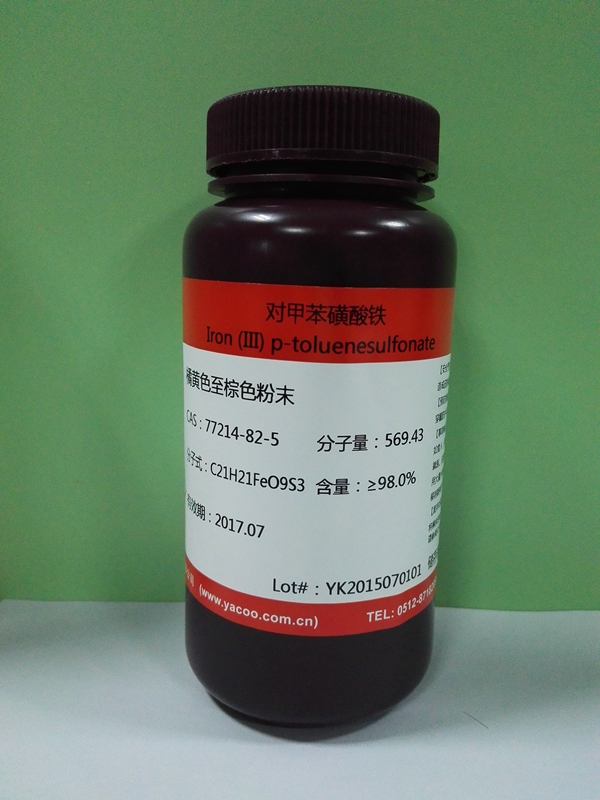 对甲苯磺酸铁
Iron (III) p-toluenesulfonate
橘黄色至棕色粉末
CAS：77214-82-5
分子量：569.43
分子式：C21H21FeO9S3
含量：≥98.0%
有效期：2017.07
Lot#：YK2015070101
(www.yacoo.com.cn)
TEL: 0512-871